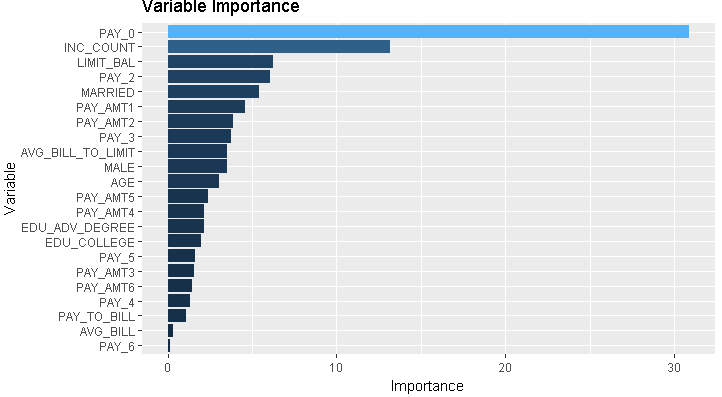 Variable Importance
PAY_0
INC_COUNT
LIMIT_BAL
PAY_2
MARRIED
PAY_AMT1
PAY_AMT2
PAY_3
AVG_BILL_TO_LIMIT
MALE
AGE
PAY_AMT5
PAY_AMT4
EDU_ADV_DEGREE
EDU_COLLEGE
PAY_5
PAY_AMT3
PAY_AMT6
PAY_4
PAY_TO_BILL
AVG_BILL
PAY_6
Variable
0 10 20 30
Importance